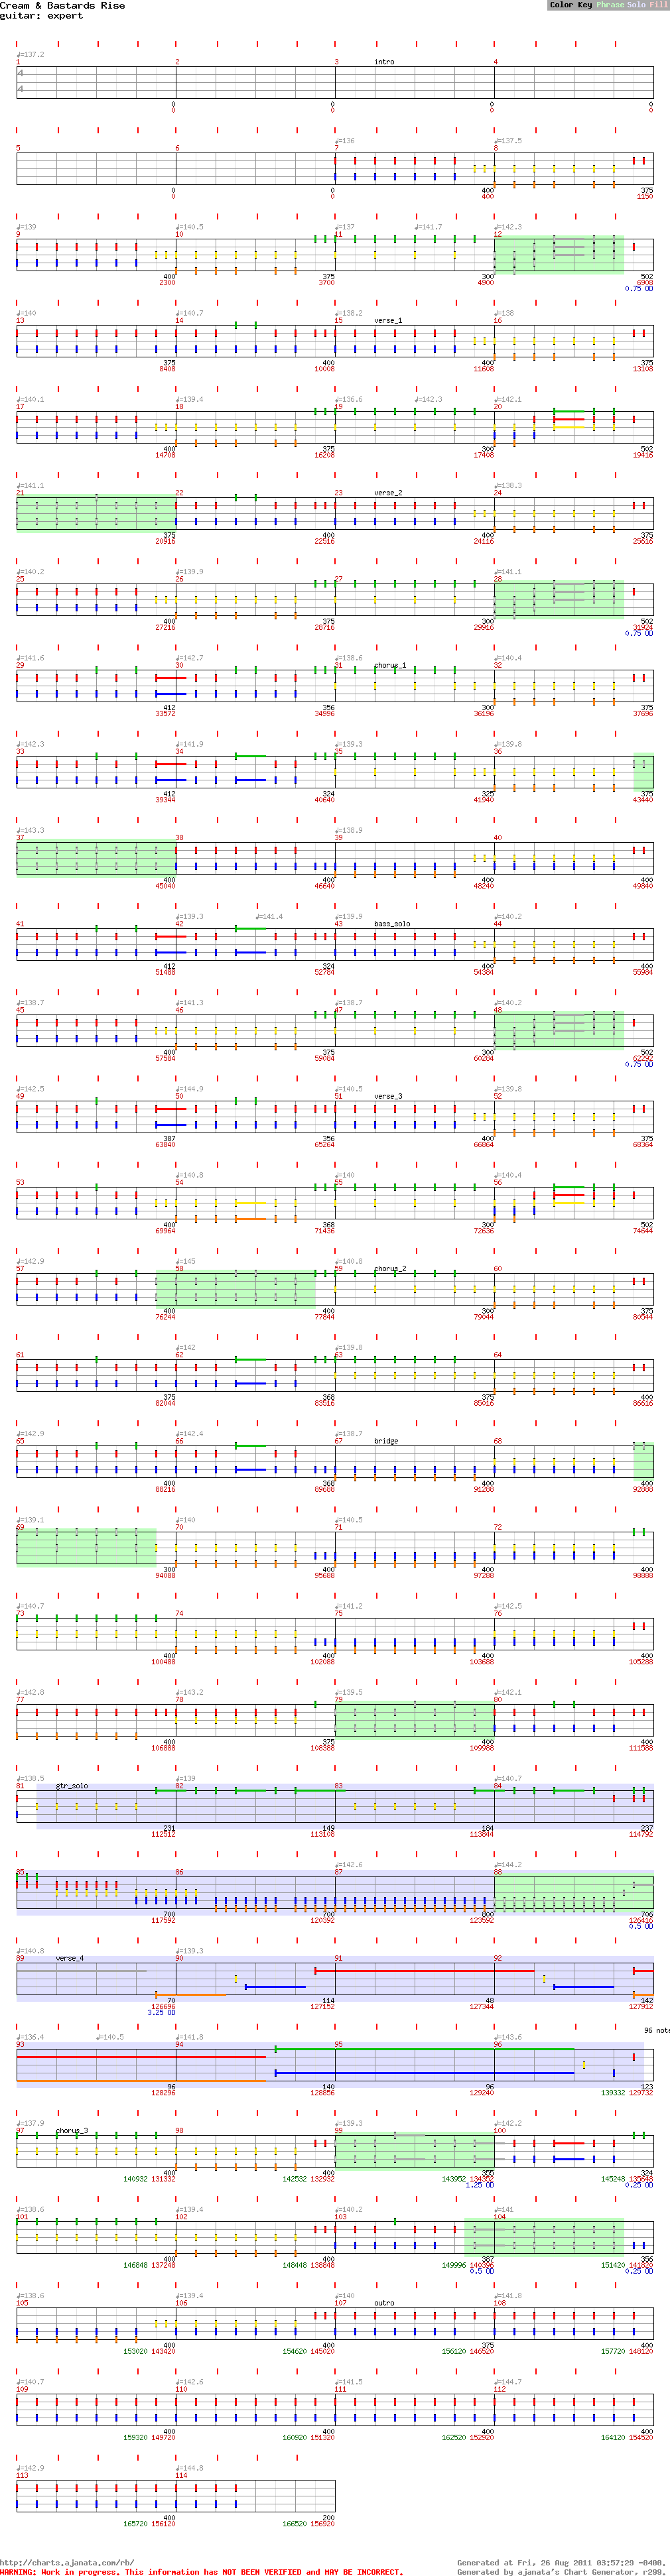 Cream & Bastards Rise
Color Key Phrase Solo Fill
guitar: expert
♩=137.2
1 2 3 intro 4
4
4
0 0 0 0
0 0 0 0
♩=136 ♩=137.5
5 6 7 8
0 0 400 375
0 0 400 1150
♩=139 ♩=140.5 ♩=137 ♩=141.7 ♩=142.3
9 10 11 12
400 375 400 502
2300 3700 4900 6908
0.75 OD
♩=140 ♩=140.7 ♩=138.2 ♩=138
13 14 15 verse_1 16
375 400 400 375
8408 10008 11608 13108
♩=140.1 ♩=139.4 ♩=136.6 ♩=142.3 ♩=142.1
17 18 19 20
400 375 300 502
14708 16208 17408 19416
♩=141.1 ♩=138.3
21 22 23 verse_2 24
375 400 400 375
20916 22516 24116 25616
♩=140.2 ♩=139.9 ♩=141.1
25 26 27 28
400 375 300 502
27216 28716 29916 31924
0.75 OD
♩=141.6 ♩=142.7 ♩=138.6 ♩=140.4
29 30 31 chorus_1 32
412 356 300 375
33572 34996 36196 37696
♩=142.3 ♩=141.9 ♩=139.3 ♩=139.8
33 34 35 36
412 324 325 375
39344 40640 41940 43440
♩=143.3 ♩=138.9
37 38 39 40
400 400 400 400
45040 46640 48240 49840
♩=139.3 ♩=141.4 ♩=139.9 ♩=140.2
41 42 43 bass_solo 44
412 324 400 400
51488 52784 54384 55984
♩=138.7 ♩=141.3 ♩=138.7 ♩=140.2
45 46 47 48
400 375 300 502
57584 59084 60284 62292
0.75 OD
♩=142.5 ♩=144.9 ♩=140.5 ♩=139.8
49 50 51 verse_3 52
387 356 400 375
63840 65264 66864 68364
♩=140.8 ♩=140 ♩=140.4
53 54 55 56
400 368 300 502
69964 71436 72636 74644
♩=142.9 ♩=145 ♩=140.8
57 58 59 chorus_2 60
400 400 300 375
76244 77844 79044 80544
♩=142 ♩=139.8
61 62 63 64
375 368 375 400
82044 83516 85016 86616
♩=142.9 ♩=142.4 ♩=138.7
65 66 67 bridge 68
400 368 400 400
88216 89688 91288 92888
♩=139.1 ♩=140 ♩=140.5
69 70 71 72
300 400 400 400
94088 95688 97288 98888
♩=140.7 ♩=141.2 ♩=142.5
73 74 75 76
400 400 400 400
100488 102088 103688 105288
♩=142.8 ♩=143.2 ♩=139.5 ♩=142.1
77 78 79 80
400 375 400 400
106888 108388 109988 111588
♩=138.5 ♩=139 ♩=140.7
81 gtr_solo 82 83 84
231 149 184 237
112512 113108 113844 114792
♩=142.6 ♩=144.2
85 86 87 88
700 700 800 706
117592 120392 123592 126416
0.5 OD
♩=140.8 ♩=139.3
89 verse_4 90 91 92
70 114 48 142
126696 127152 127344 127912
3.25 OD
♩=136.4 ♩=140.5 ♩=141.8 ♩=143.6
96 note
93 94 95 96
96 140 96 123
128296 128856 129240 139332 129732
♩=137.9 ♩=139.3 ♩=142.2
97 chorus_3 98 99 100
400 400 355 324
140932 131332 142532 132932 143952 134352 145248 135648
1.25 OD 0.25 OD
♩=138.6 ♩=139.4 ♩=140.2 ♩=141
101 102 103 104
400 400 387 356
146848 137248 148448 138848 149996 140396 151420 141820
0.5 OD 0.25 OD
♩=138.6 ♩=139.4 ♩=140 ♩=141.8
105 106 107 outro 108
400 400 375 400
153020 143420 154620 145020 156120 146520 157720 148120
♩=140.7 ♩=142.6 ♩=141.5 ♩=144.7
109 110 111 112
400 400 400 400
159320 149720 160920 151320 162520 152920 164120 154520
♩=142.9 ♩=144.8
113 114
400 200
165720 156120 166520 156920
http://charts.ajanata.com/rb/ Generated at Fri, 26 Aug 2011 03:57:29 -0400,
WARNING: Work in progress. This information has NOT BEEN VERIFIED and MAY BE INCORRECT. Generated by ajanata's Chart Generator, r299,